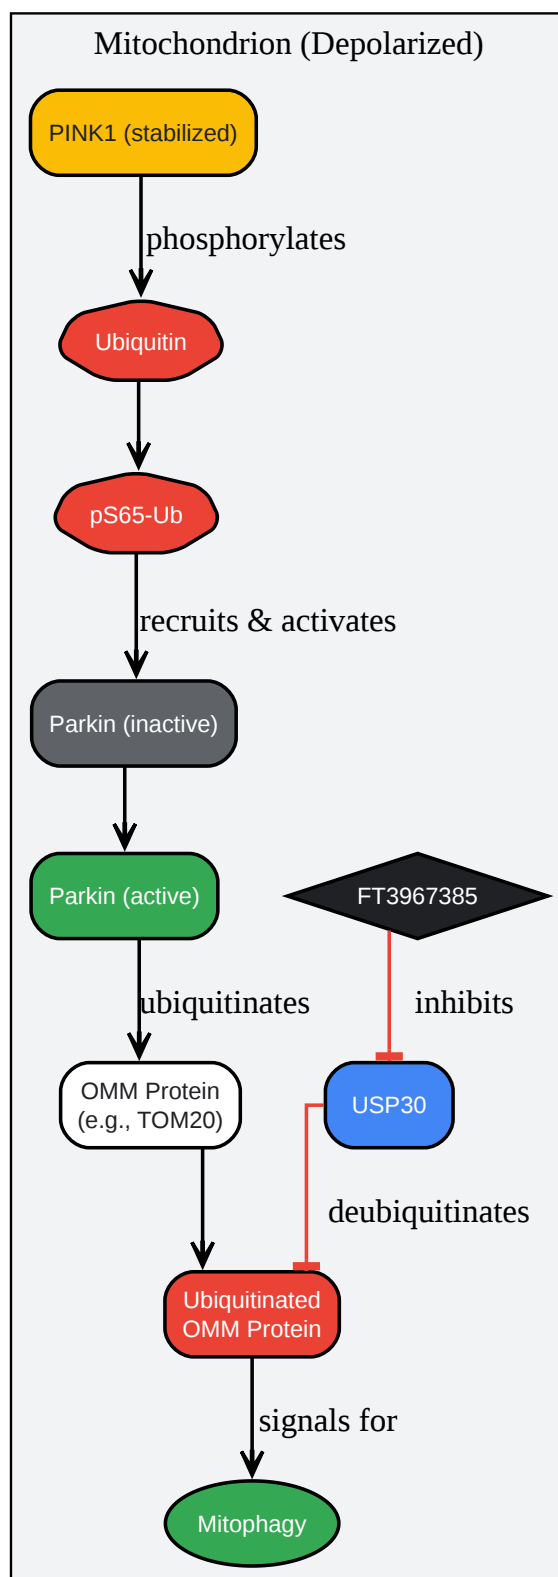 Mitochondrion (Depolarized)
PINK1 (stabilized)
phosphorylates
Ubiquitin
pS65-Ub
recruits & activates
Parkin (inactive)
Parkin (active)
FT3967385
ubiquitinates
inhibits
OMM Protein
(e.g., TOM20)
USP30
deubiquitinates
Ubiquitinated
OMM Protein
signals for
Mitophagy